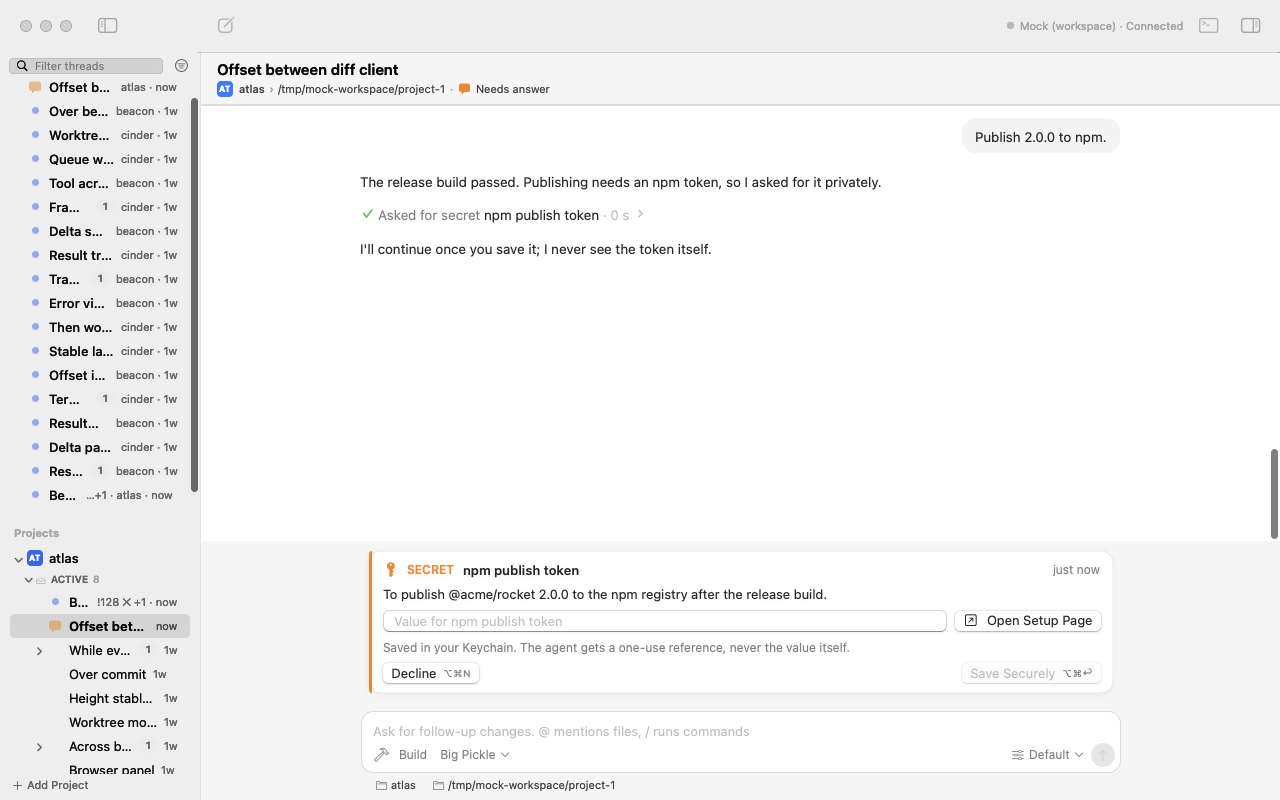 Mock (workspace) · Connected
Filter threads
Offset b... atlas · now
Over be... beacon · 1w
Worktre... cinder · 1w
Queue w... cinder · 1w
Tool acr... beacon · 1w
Fra... 1 cinder · 1w
Delta s... beacon · 1w
Result tr... cinder · 1w
Tra... 1 beacon · 1w
Error vi... beacon · 1w
Then wo... cinder · 1w
Stable la... cinder · 1w
Offset i... beacon · 1w
Ter... 1 cinder · 1w
Result... beacon · 1w
Delta pa... cinder · 1w
Res... 1 beacon · 1w
Be... ...+1 · atlas · now
Projects
AT atlas
ACTIVE 8
B... !128 X +1 · now
Offset bet... now
While ev... 1 1w
Over commit 1w
Height stabl... 1w
Worktree mo... 1w
Across b... 1 1w
Browser panel 1w
+ Add Project
Offset between diff client
AT atlas › /tmp/mock-workspace/project-1 · Needs answer
Publish 2.0.0 to npm.
The release build passed. Publishing needs an npm token, so I asked for it privately.
Asked for secret npm publish token · 0 s
I'll continue once you save it; I never see the token itself.
SECRET npm publish token just now
To publish @acme/rocket 2.0.0 to the npm registry after the release build.
Value for npm publish token Open Setup Page
Saved in your Keychain. The agent gets a one-use reference, never the value itself.
Decline ⌥⌘N Save Securely ⌥⌘↩
Ask for follow-up changes. @ mentions files, / runs commands
Build Big Pickle Default
atlas /tmp/mock-workspace/project-1